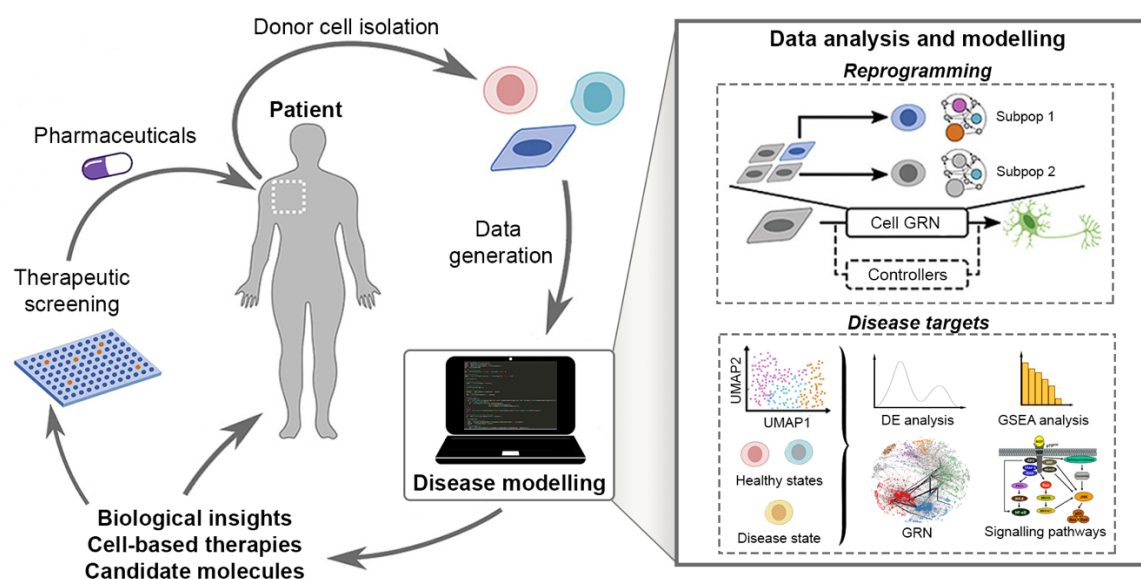 Donor cell isolation
Patient
Pharmaceuticals
Therapeutic
screening
Data
generation
Disease modelling
Biological insights
Cell-based therapies
Candidate molecules
Data analysis and modelling
Reprogramming
Subpop 1
Subpop 2
Cell GRN
Controllers
Disease targets
UMAP2
UMAP1
DE analysis
GSEA analysis
Healthy states
Disease state
GRN
Signalling pathways